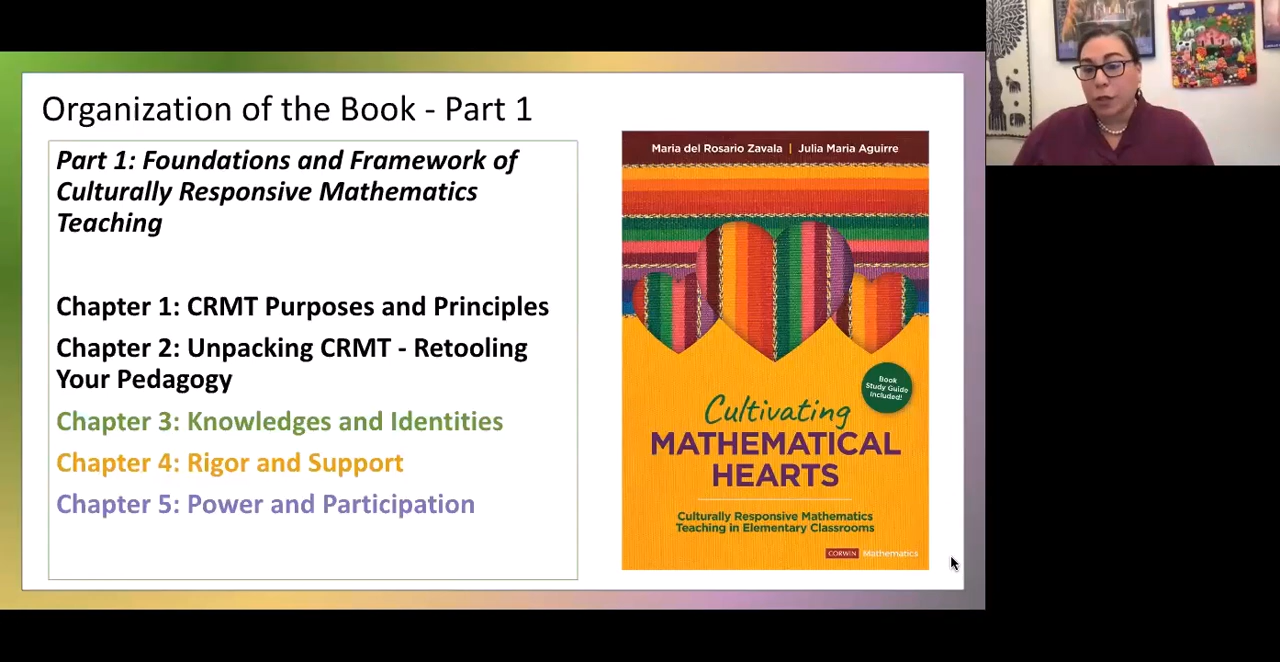 Organization of the Book - Part 1
Part 1: Foundations and Framework of
Culturally Responsive Mathematics
Teaching
Chapter 1: CRMT Purposes and Principles
Chapter 2: Unpacking CRMT - Retooling
Your Pedagogy
Chapter 3: Knowledges and Identities
Chapter 4: Rigor and Support
Chapter 5: Power and Participation
Maria del Rosario Zavala | Julia Maria Aguirre
Book
Study Guide
Included!
Cultivating
MATHEMATICAL
HEARTS
Culturally Responsive Mathematics
Teaching in Elementary Classrooms
CORWIN Mathematics